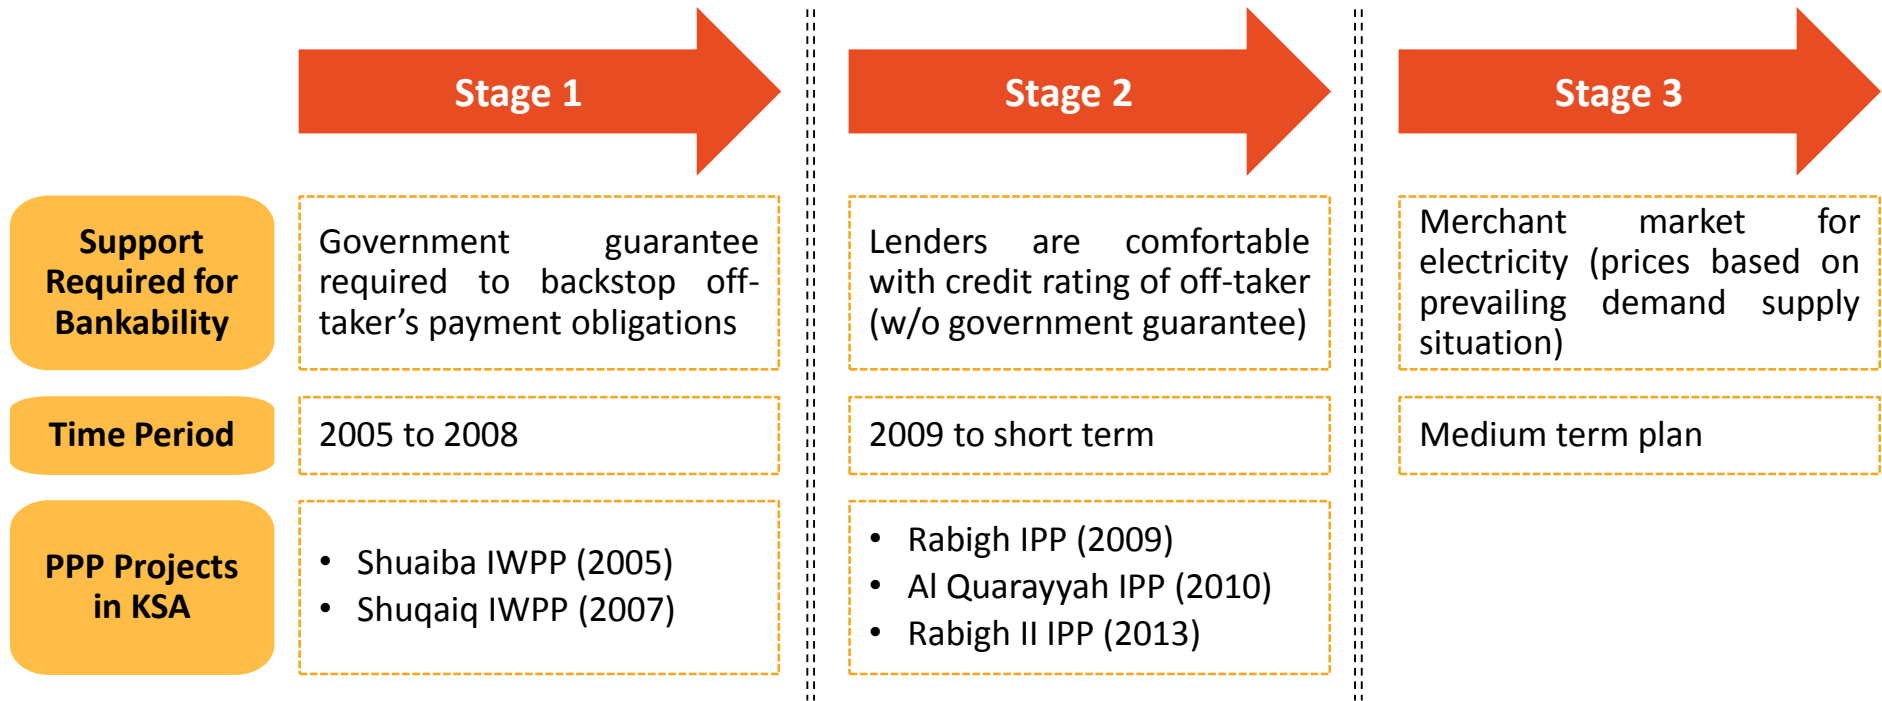 Stage 1
Stage 2
Stage 3
Support
Required for
Bankability
Government guarantee
required to backstop off-
taker's payment obligations
Lenders are comfortable
with credit rating of off-taker
(w/o government guarantee)
Merchant market for
electricity (prices based on
prevailing demand supply
situation)
Time Period
2005 to 2008
2009 to short term
Medium term plan
PPP Projects
in KSA
• Shuaiba IWPP (2005)
• Shuqaiq IWPP (2007)
• Rabigh IPP (2009)
• Al Quarayyah IPP (2010)
• Rabigh II IPP (2013)